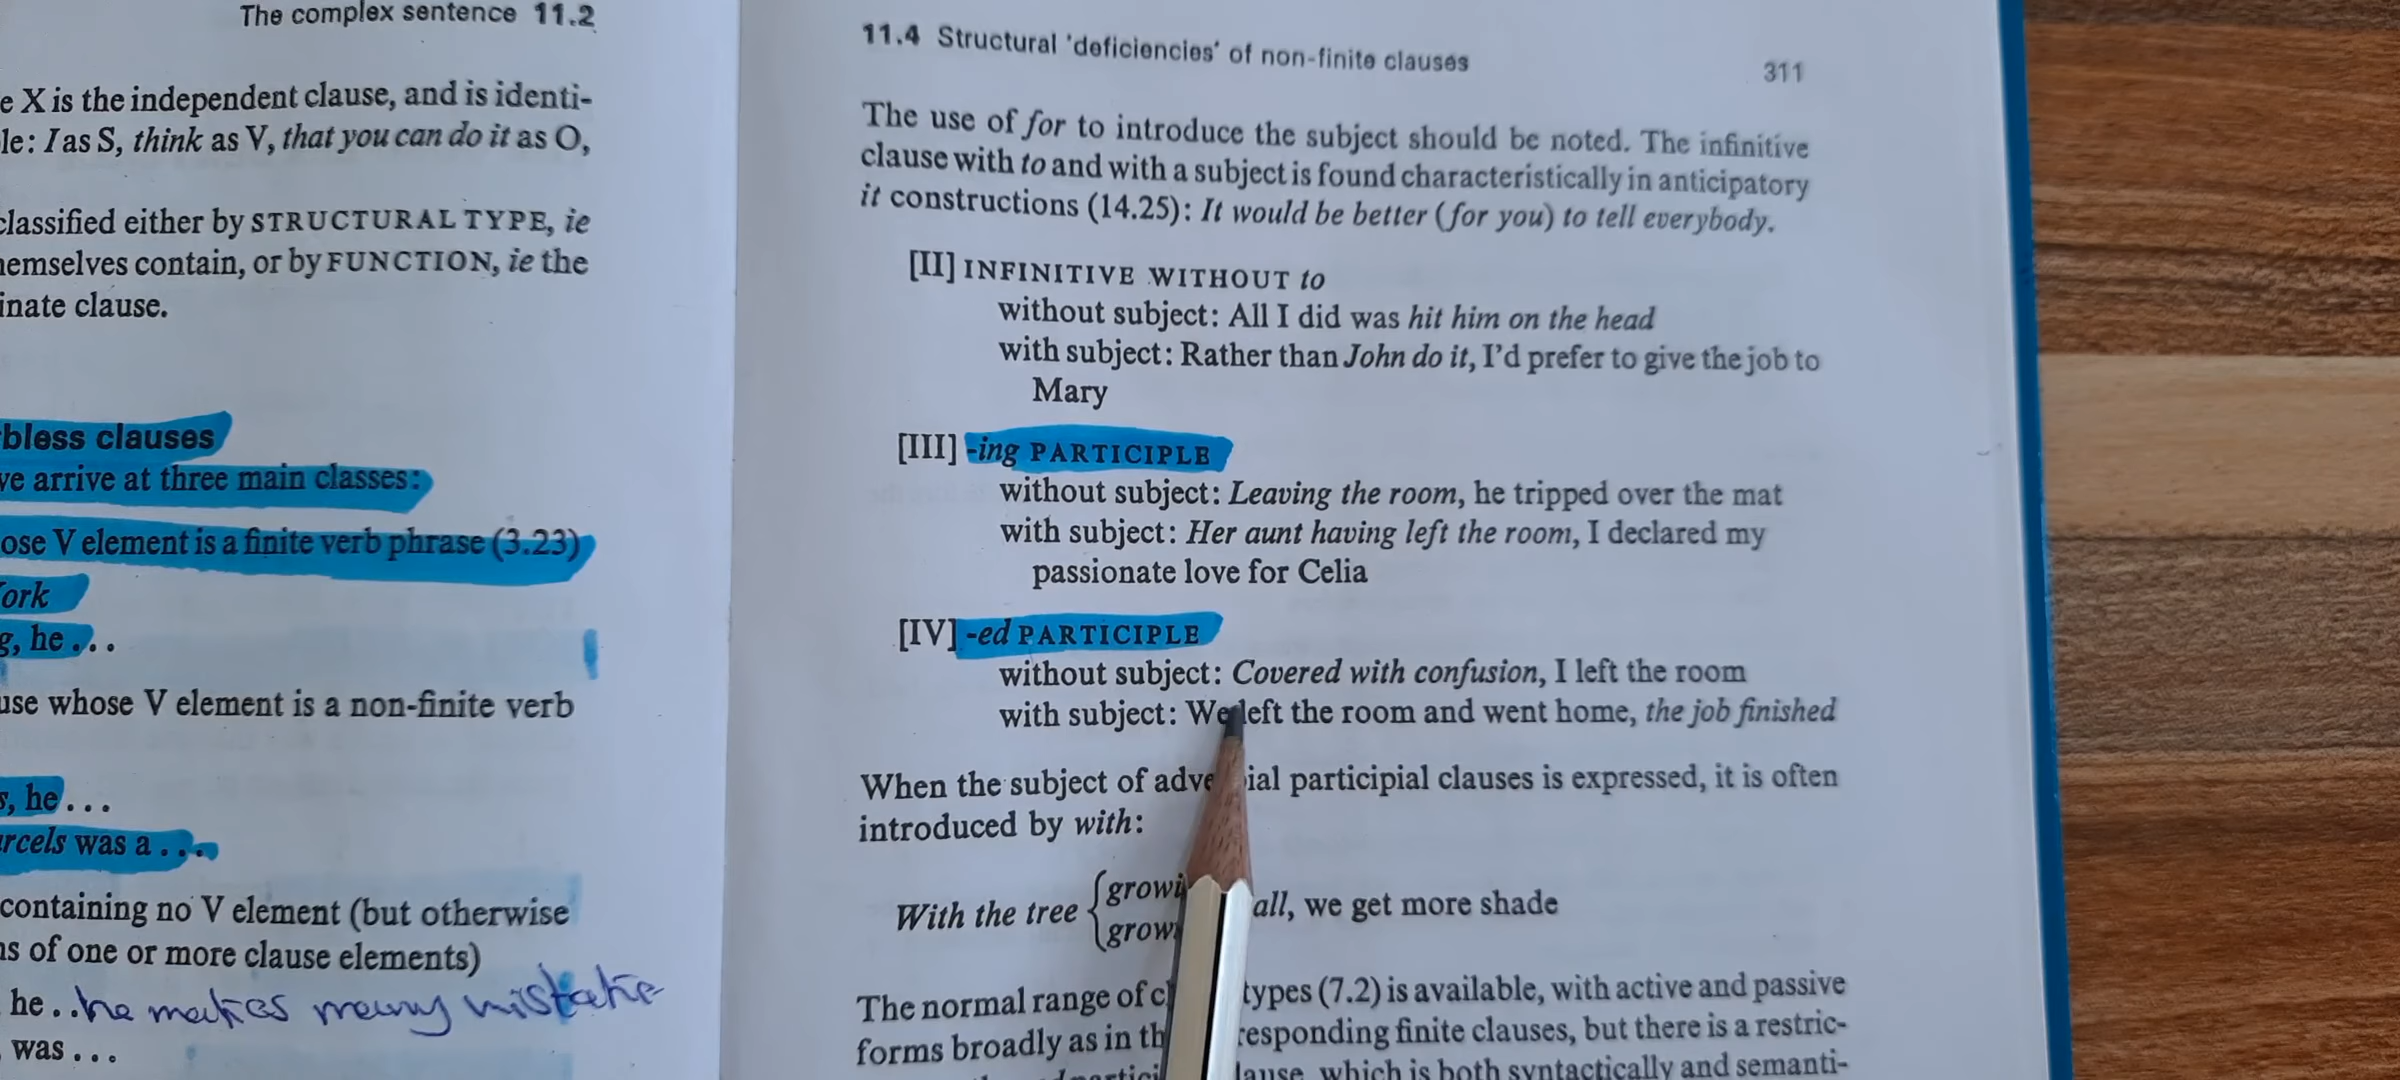 The complex sentence 11.2
e X is the independent clause, and is identi-
le: I as S, think as V, that you can do it as O,
classified either by STRUCTURAL TYPE, ie
hemselves contain, or by FUNCTION, ie the
inate clause.
bless clauses
ve arrive at three main classes:
ose V element is a finite verb phrase (3.23)
ork
g, he ...
use whose V element is a non-finite verb
s, he ...
arcels was a ...
containing no V element (but otherwise
ns of one or more clause elements)
he .. he makes many mistake
was ...
11.4 Structural 'deficiencies' of non-finite clauses 311
The use of for to introduce the subject should be noted. The infinitive
clause with to and with a subject is found characteristically in anticipatory
it constructions (14.25): It would be better (for you) to tell everybody.
[II] INFINITIVE WITHOUT to
without subject: All I did was hit him on the head
with subject: Rather than John do it, I'd prefer to give the job to
Mary
[III] -ing PARTICIPLE
without subject: Leaving the room, he tripped over the mat
with subject: Her aunt having left the room, I declared my
passionate love for Celia
[IV] -ed PARTICIPLE
without subject: Covered with confusion, I left the room
with subject: We left the room and went home, the job finished
When the subject of adve ial participial clauses is expressed, it is often
introduced by with:
With the tree { growi all, we get more shade
grow
The normal range of cl types (7.2) is available, with active and passive
forms broadly as in th responding finite clauses, but there is a restric-
lause, which is both syntactically and semanti-